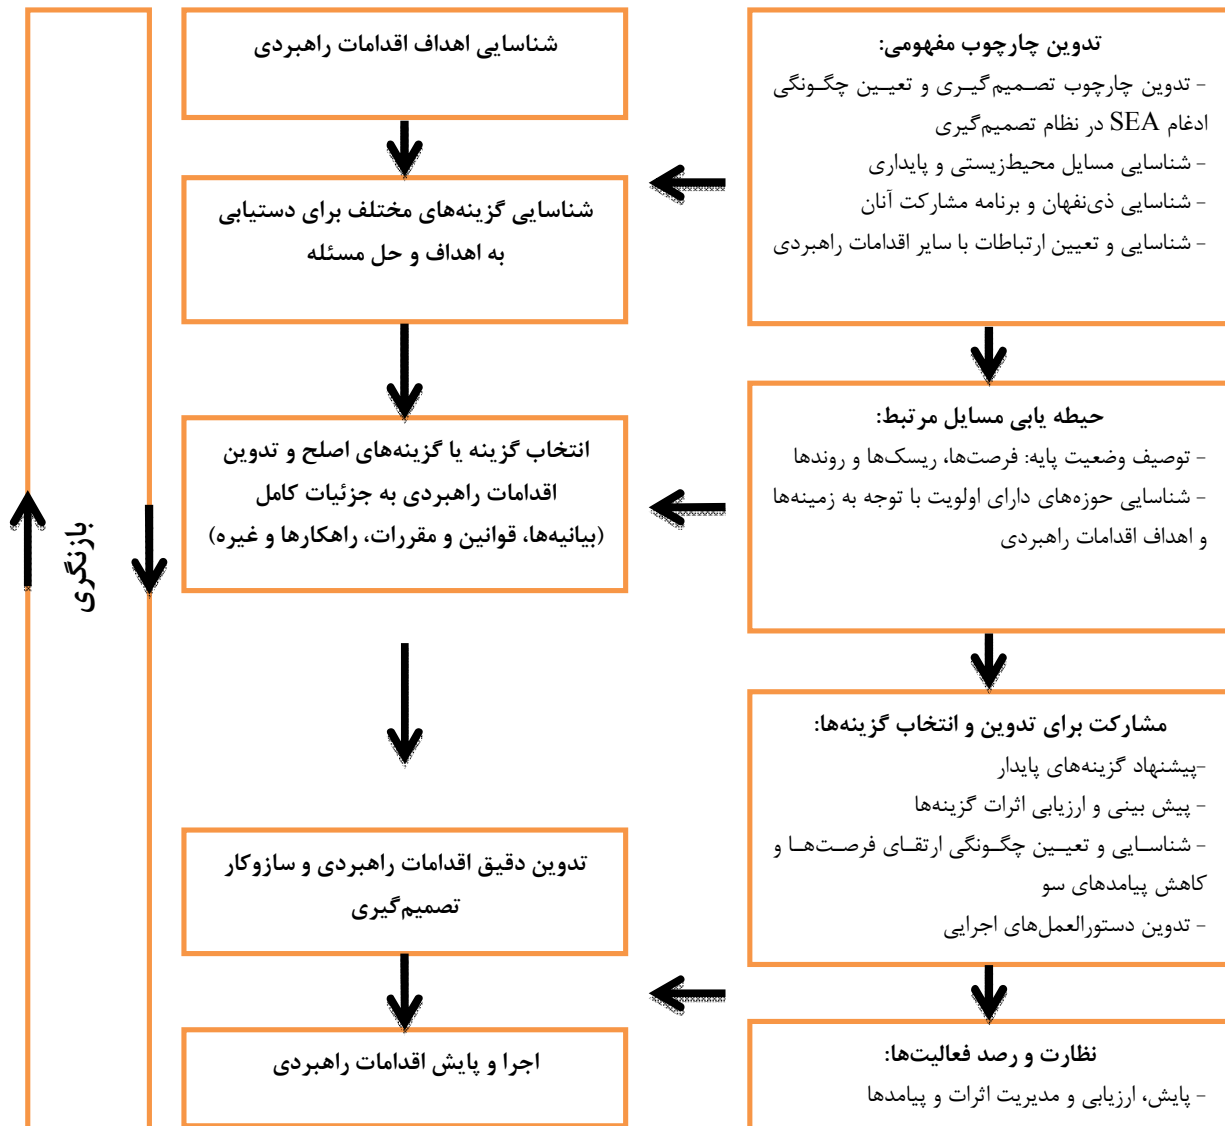 تدوین چارچوب مفهومی:
- تدوین چارچوب تصمیم‌گیری و تعیین چگونگی
ادغام SEA در نظام تصمیم‌گیری
- شناسایی مسایل محیط‌زیستی و پایداری
- شناسایی ذی‌نفهان و برنامه مشارکت آنان
- شناسایی و تعیین ارتباطات با سایر اقدامات راهبردی
حیطه یابی مسایل مرتبط:
- توصیف وضعیت پایه: فرصت‌ها، ریسک‌ها و روندها
- شناسایی حوزه‌های دارای اولویت با توجه به زمینه‌ها
و اهداف اقدامات راهبردی
مشارکت برای تدوین و انتخاب گزینه‌ها:
-پیشنهاد گزینه‌های پایدار
- پیش بینی و ارزیابی اثرات گزینه‌ها
- شناسایی و تعیین چگونگی ارتقای فرصت‌ها و
کاهش پیامدهای سو
- تدوین دستورالعمل‌های اجرایی
نظارت و رصد فعالیت‌ها:
- پایش، ارزیابی و مدیریت اثرات و پیامدها
شناسایی اهداف اقدامات راهبردی
شناسایی گزینه‌های مختلف برای دستیابی
به اهداف و حل مسئله
انتخاب گزینه یا گزینه‌های اصلح و تدوین
اقدامات راهبردی به جزئیات کامل
(بیانیه‌ها، قوانین و مقررات، راهکارها و غیره)
تدوین دقیق اقدامات راهبردی و سازوکار
تصمیم‌گیری
اجرا و پایش اقدامات راهبردی
بازنگری